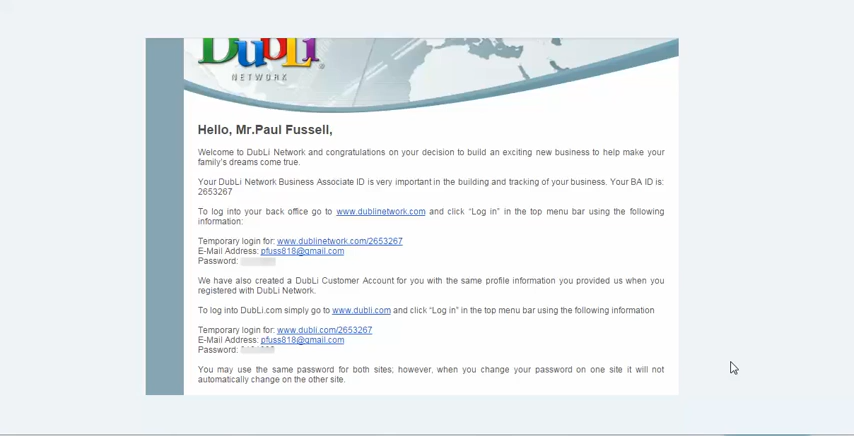 DubLi®
NETWORK
Hello, Mr.Paul Fussell,
Welcome to DubLi Network and congratulations on your decision to build an exciting new business to help make your
family's dreams come true.
Your DubLi Network Business Associate ID is very important in the building and tracking of your business. Your BA ID is:
2653267
To log into your back office go to www.dublinetwork.com and click “Log in” in the top menu bar using the following
information:
Temporary login for: www.dublinetwork.com/2653267
E-Mail Address: pfuss818@gmail.com
Password:
We have also created a DubLi Customer Account for you with the same profile information you provided us when you
registered with DubLi Network.
To log into DubLi.com simply go to www.dubli.com and click “Log in” in the top menu bar using the following information
Temporary login for: www.dubli.com/2653267
E-Mail Address: pfuss818@gmail.com
Password:
You may use the same password for both sites; however, when you change your password on one site it will not
automatically change on the other site.